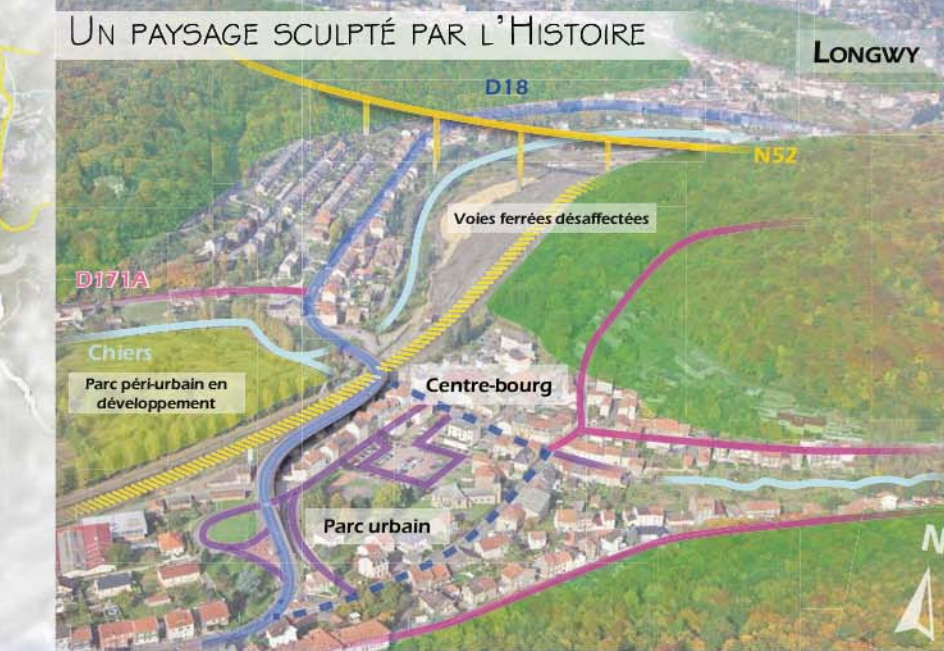 UN PAYSAGE SCULPTÉ PAR L'HISTOIRE
LONGWY
D18
N52
Voies ferrées désaffectées
D171A
Chiers
Parc péri-urbain en
développement
Centre-bourg
Parc urbain
N